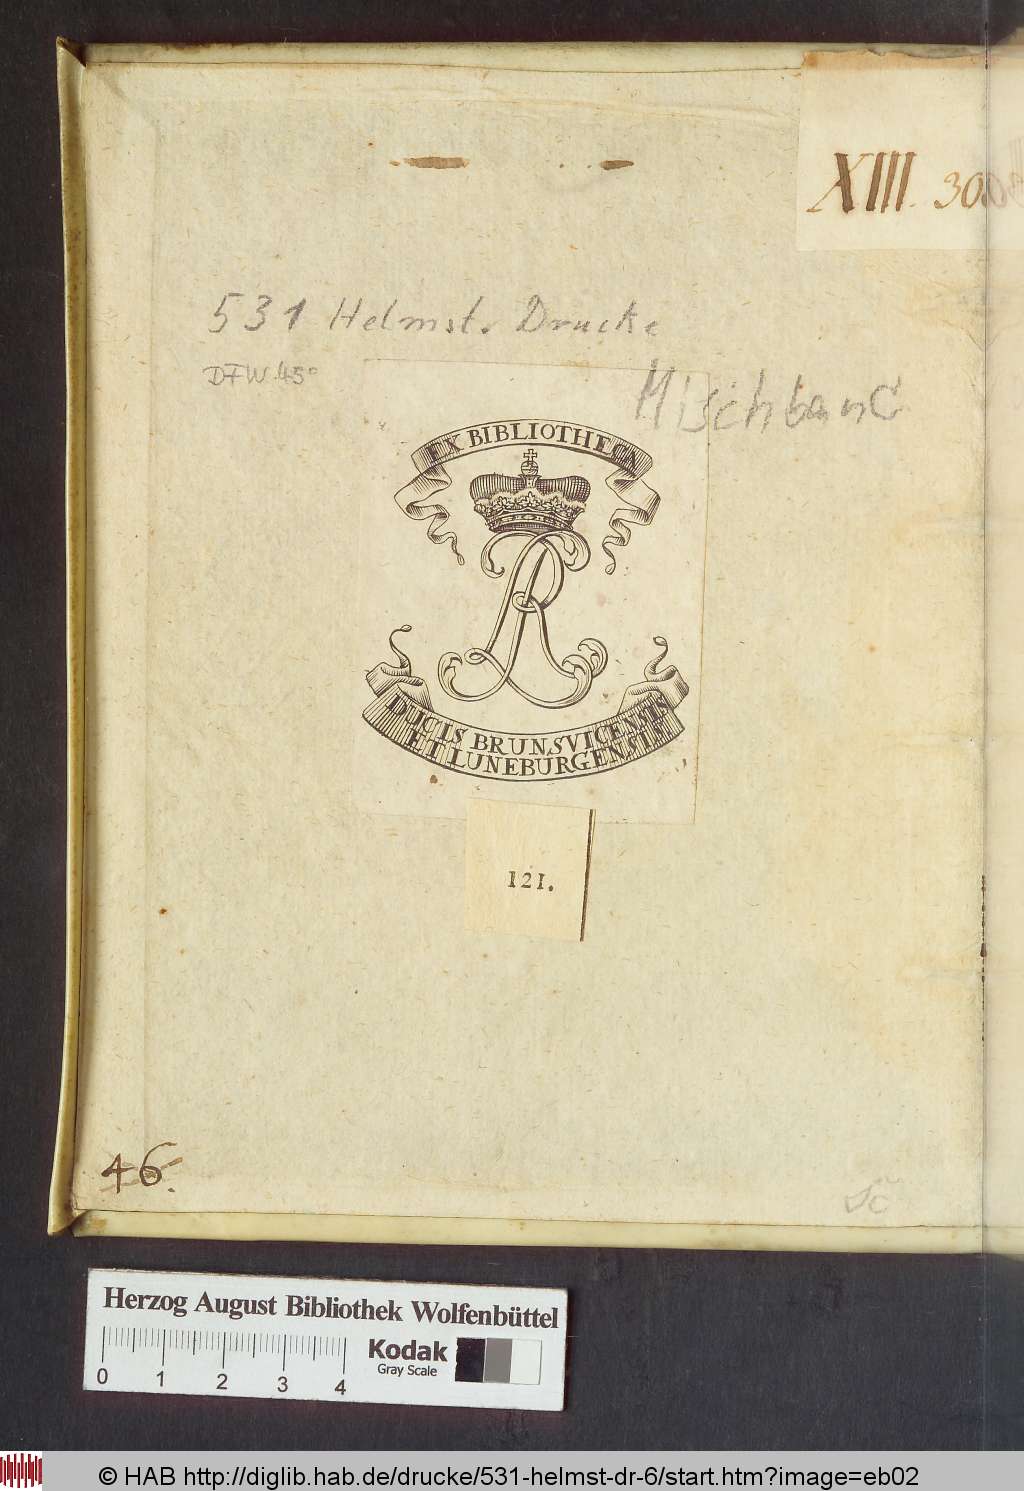 XIII. 30.
531 Helmst. Drucke
DFW. 45°
Mischband
EX BIBLIOTHECA
DUCIS BRUNSVICENSIS
ET LUNEBURGENSIS
121.
46.
Herzog August Bibliothek Wolfenbüttel
0 1 2 3 4
Kodak
Gray Scale
© HAB http://diglib.hab.de/drucke/531-helmst-dr-6/start.htm?image=eb02